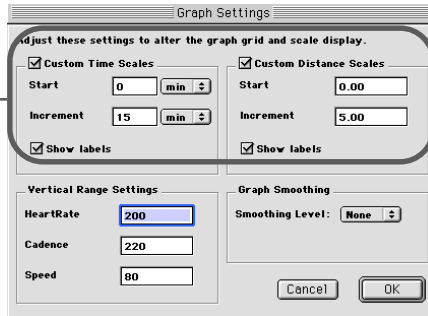 Graph Settings
Adjust these settings to alter the graph grid and scale display.
Custom Time Scales
Start 0 min
Increment 15 min
Show labels
Custom Distance Scales
Start 0.00
Increment 5.00
Show labels
Vertical Range Settings
HeartRate 200
Cadence 220
Speed 80
Graph Smoothing
Smoothing Level: None
Cancel OK